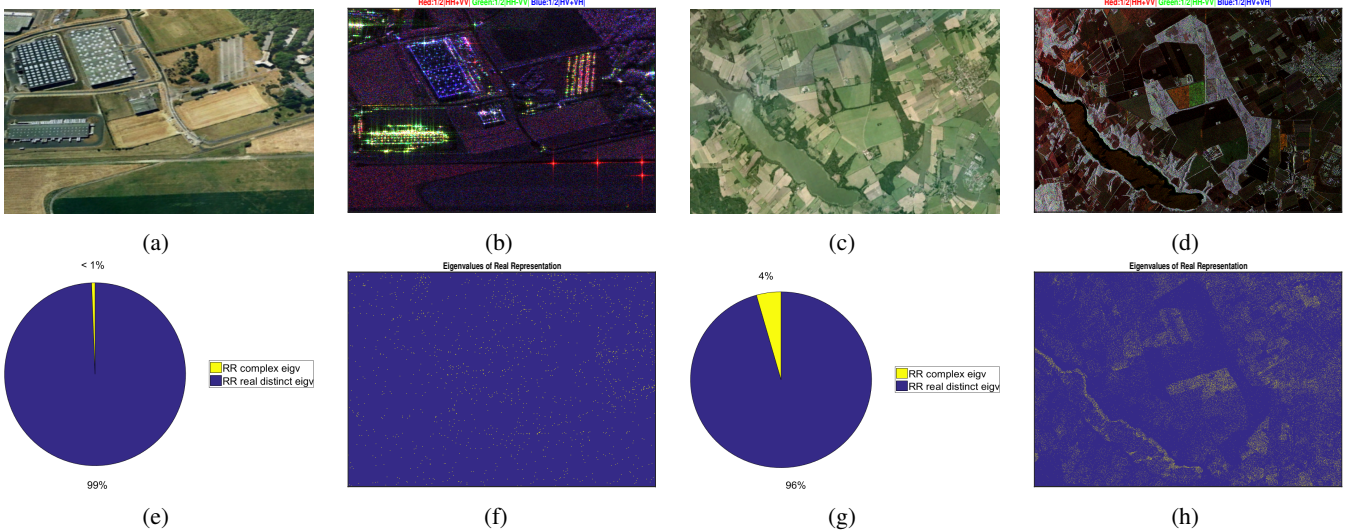 Red:1/2|HH+VV| Green:1/2|HH-VV| Blue:1/2|HV+VH|
Red:1/2|HH+VV| Green:1/2|HH-VV| Blue:1/2|HV+VH|
(a)
(b)
(c)
(d)
< 1%
RR complex eigv
RR real distinct eigv
99%
Eigenvalues of Real Representation
4%
RR complex eigv
RR real distinct eigv
96%
Eigenvalues of Real Representation
(e)
(f)
(g)
(h)